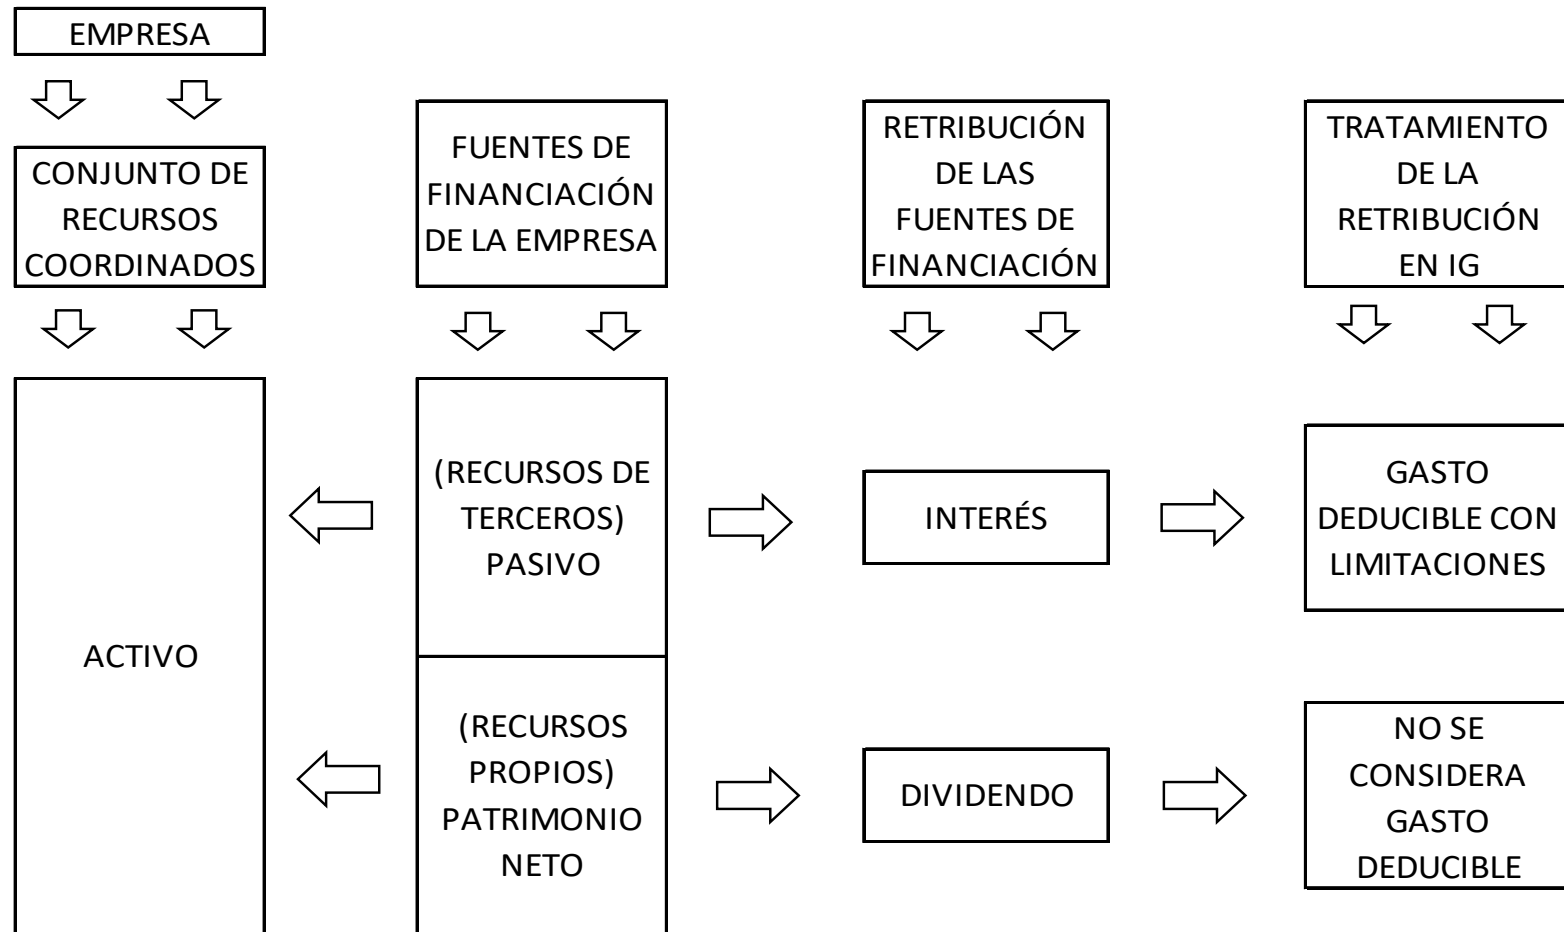 EMPRESA
CONJUNTO DE
RECURSOS
COORDINADOS
FUENTES DE
FINANCIACIÓN
DE LA EMPRESA
RETRIBUCIÓN
DE LAS
FUENTES DE
FINANCIACIÓN
TRATAMIENTO
DE LA
RETRIBUCIÓN
EN IG
ACTIVO
(RECURSOS DE
TERCEROS)
PASIVO
INTERÉS
GASTO
DEDUCIBLE CON
LIMITACIONES
(RECURSOS
PROPIOS)
PATRIMONIO
NETO
DIVIDENDO
NO SE
CONSIDERA
GASTO
DEDUCIBLE